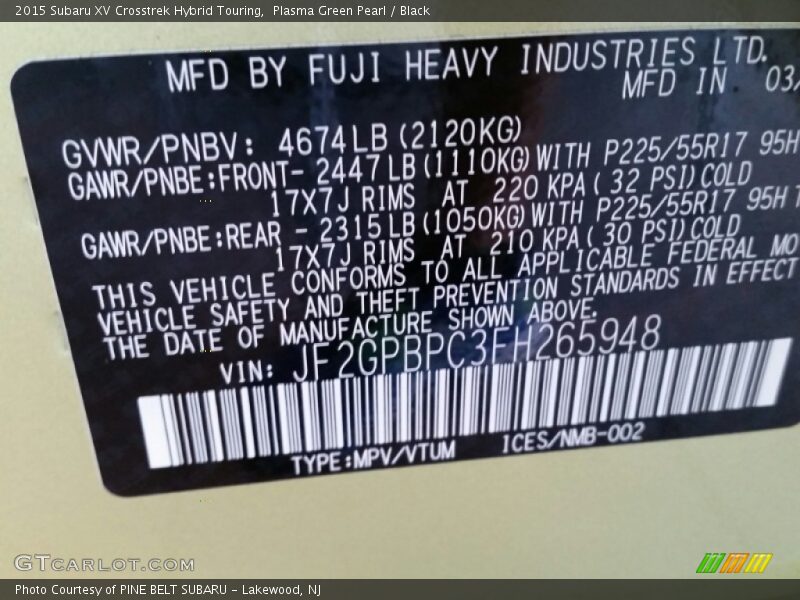 2015 Subaru XV Crosstrek Hybrid Touring, Plasma Green Pearl / Black
MFD BY FUJI HEAVY INDUSTRIES LTD.
MFD IN 03/
GVWR/PNBV: 4674LB (2120KG)
GAWR/PNBE:FRONT- 2447LB (1110KG) WITH P225/55R17 95H
17X7J RIMS AT 220 KPA ( 32 PSI) COLD
GAWR/PNBE:REAR - 2315LB (1050KG) WITH P225/55R17 95H T
17X7J RIMS AT 210 KPA ( 30 PSI) COLD
THIS VEHICLE CONFORMS TO ALL APPLICABLE FEDERAL MO
VEHICLE SAFETY AND THEFT PREVENTION STANDARDS IN EFFECT
THE DATE OF MANUFACTURE SHOWN ABOVE.
VIN: JF2GPBPC3FH265948
TYPE:MPV/VTUM ICES/NMB-002
GTCarLot.com
Photo Courtesy of PINE BELT SUBARU - Lakewood, NJ